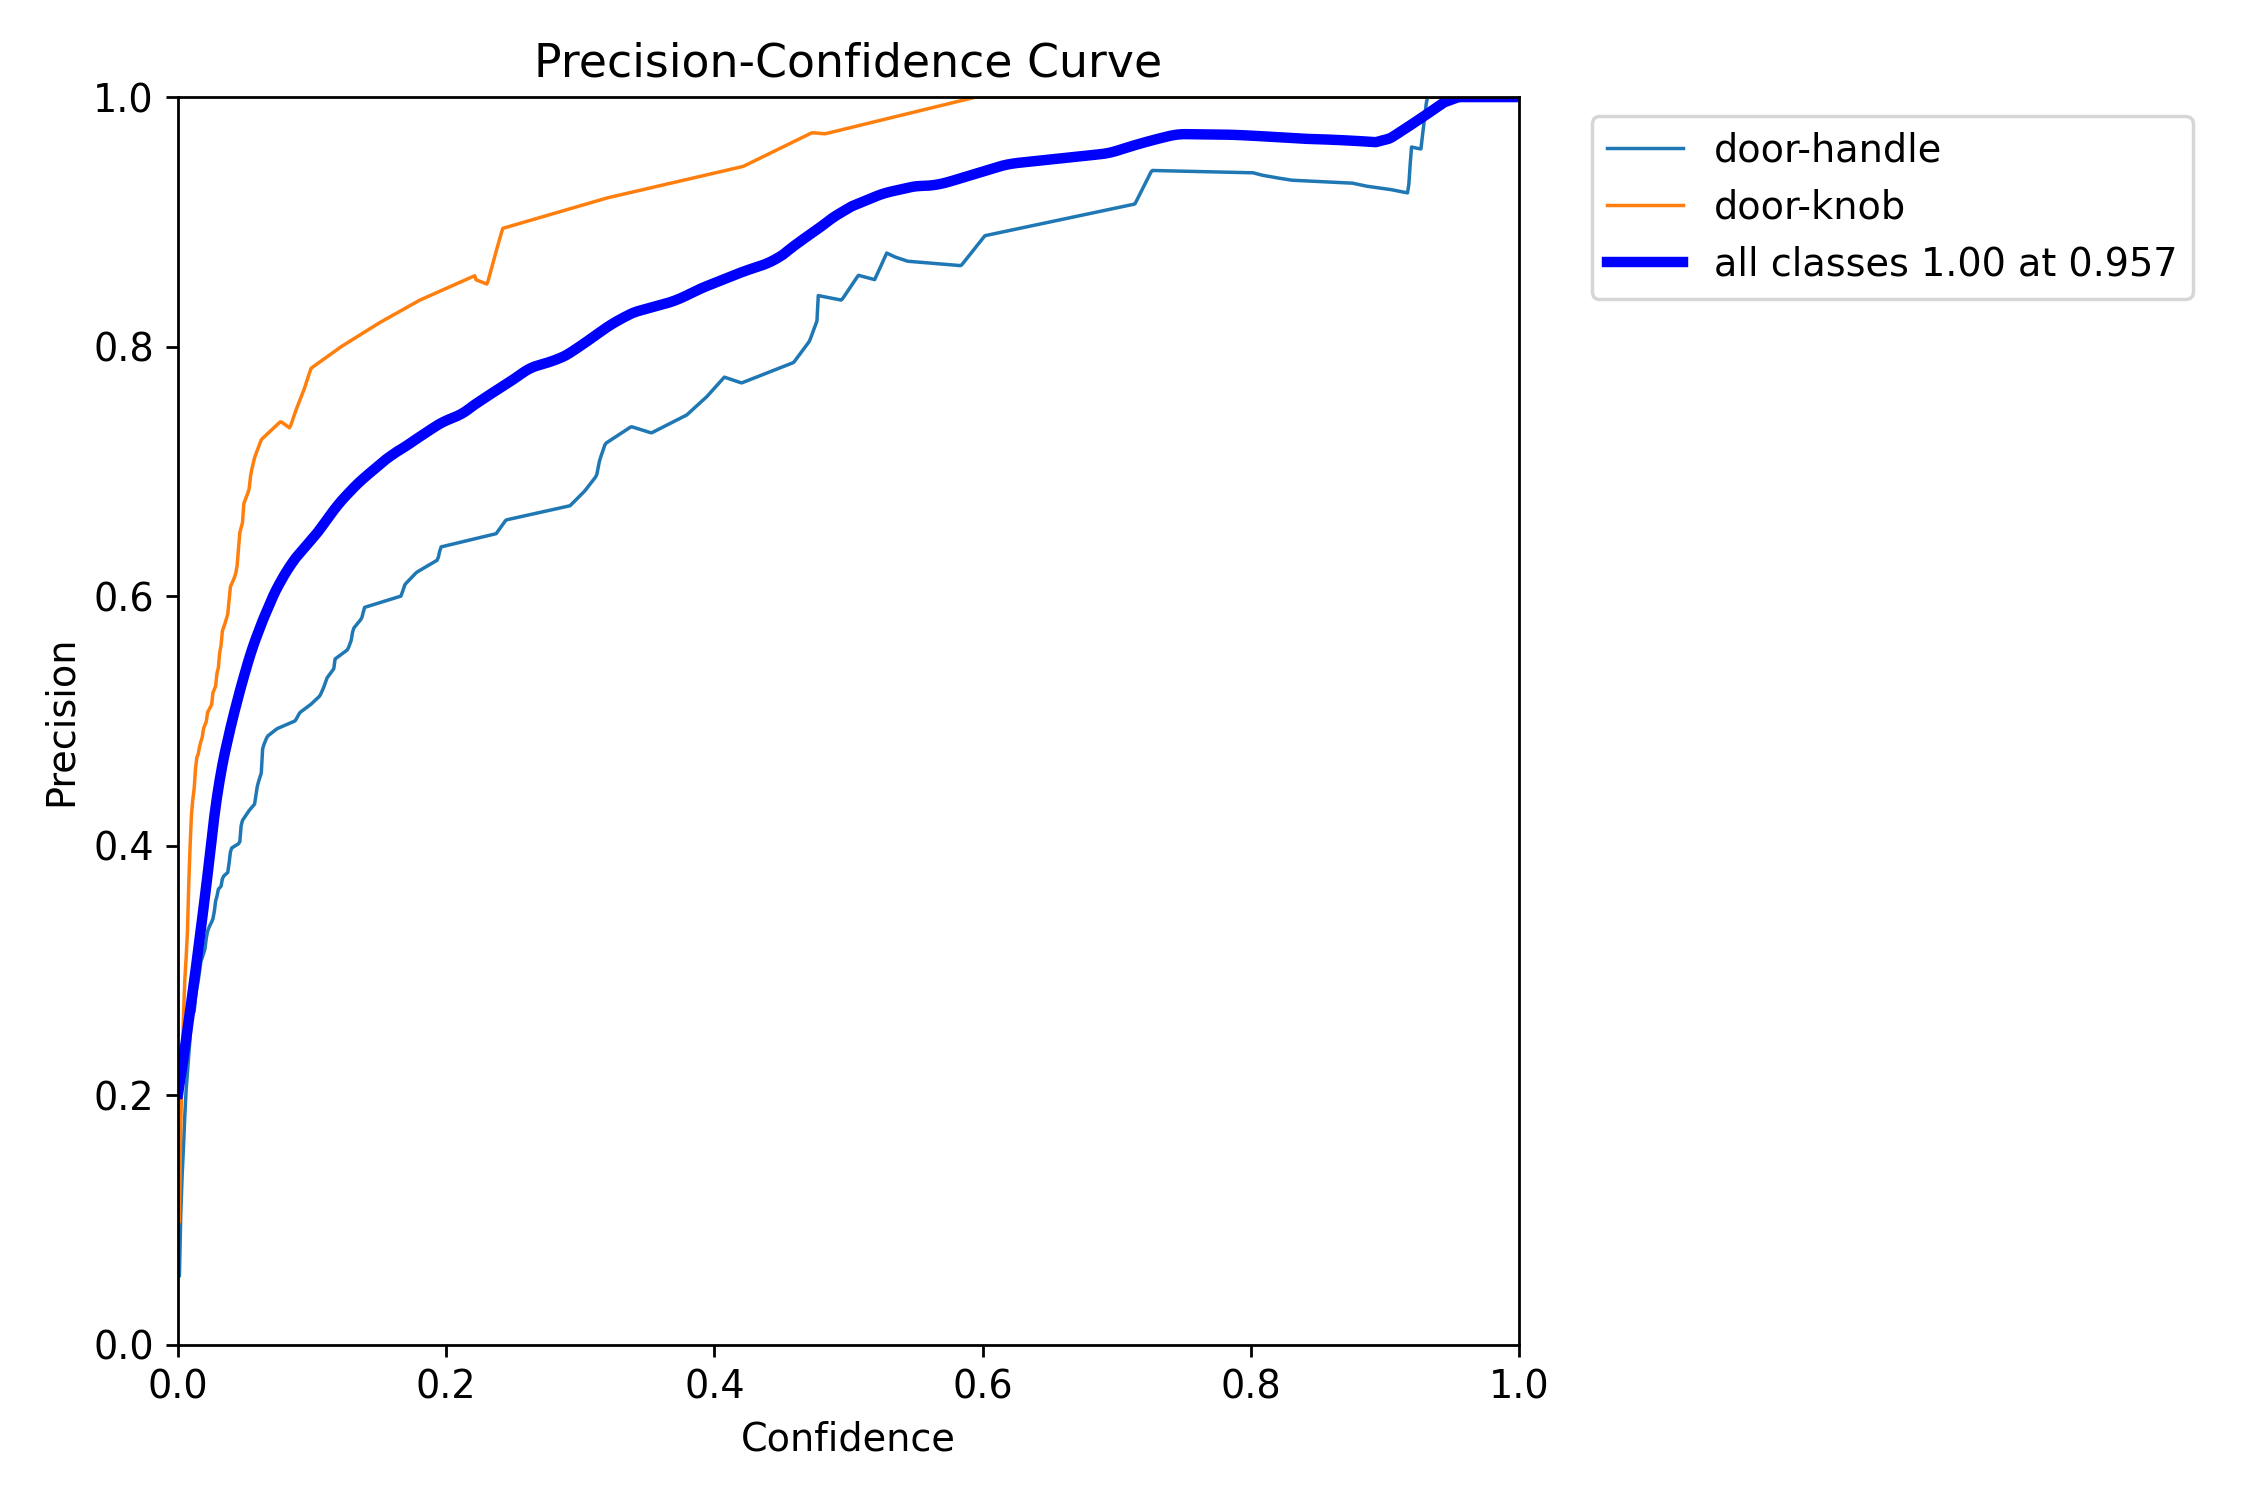 Precision-Confidence Curve
1.0
0.8
0.6
0.4
0.2
0.0
Precision
0.0 0.2 0.4 0.6 0.8 1.0
Confidence
door-handle
door-knob
all classes 1.00 at 0.957